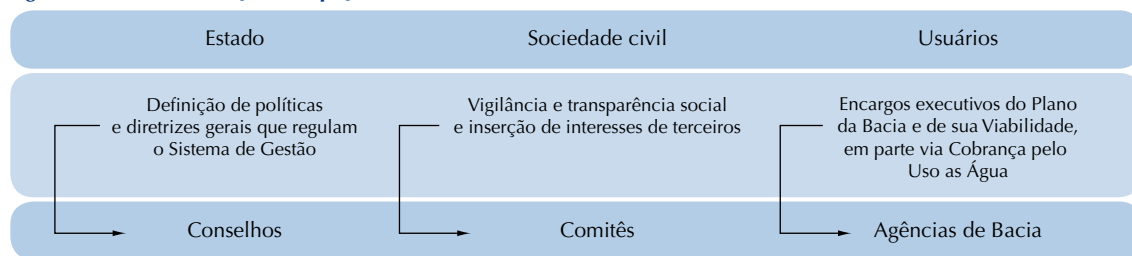 Estado
Sociedade civil
Usuários
Definição de políticas
e diretrizes gerais que regulam
o Sistema de Gestão
Vigilância e transparência social
e inserção de interesses de terceiros
Encargos executivos do Plano
da Bacia e de sua Viabilidade,
em parte via Cobrança pelo
Uso as Água
Conselhos
Comitês
Agências de Bacia